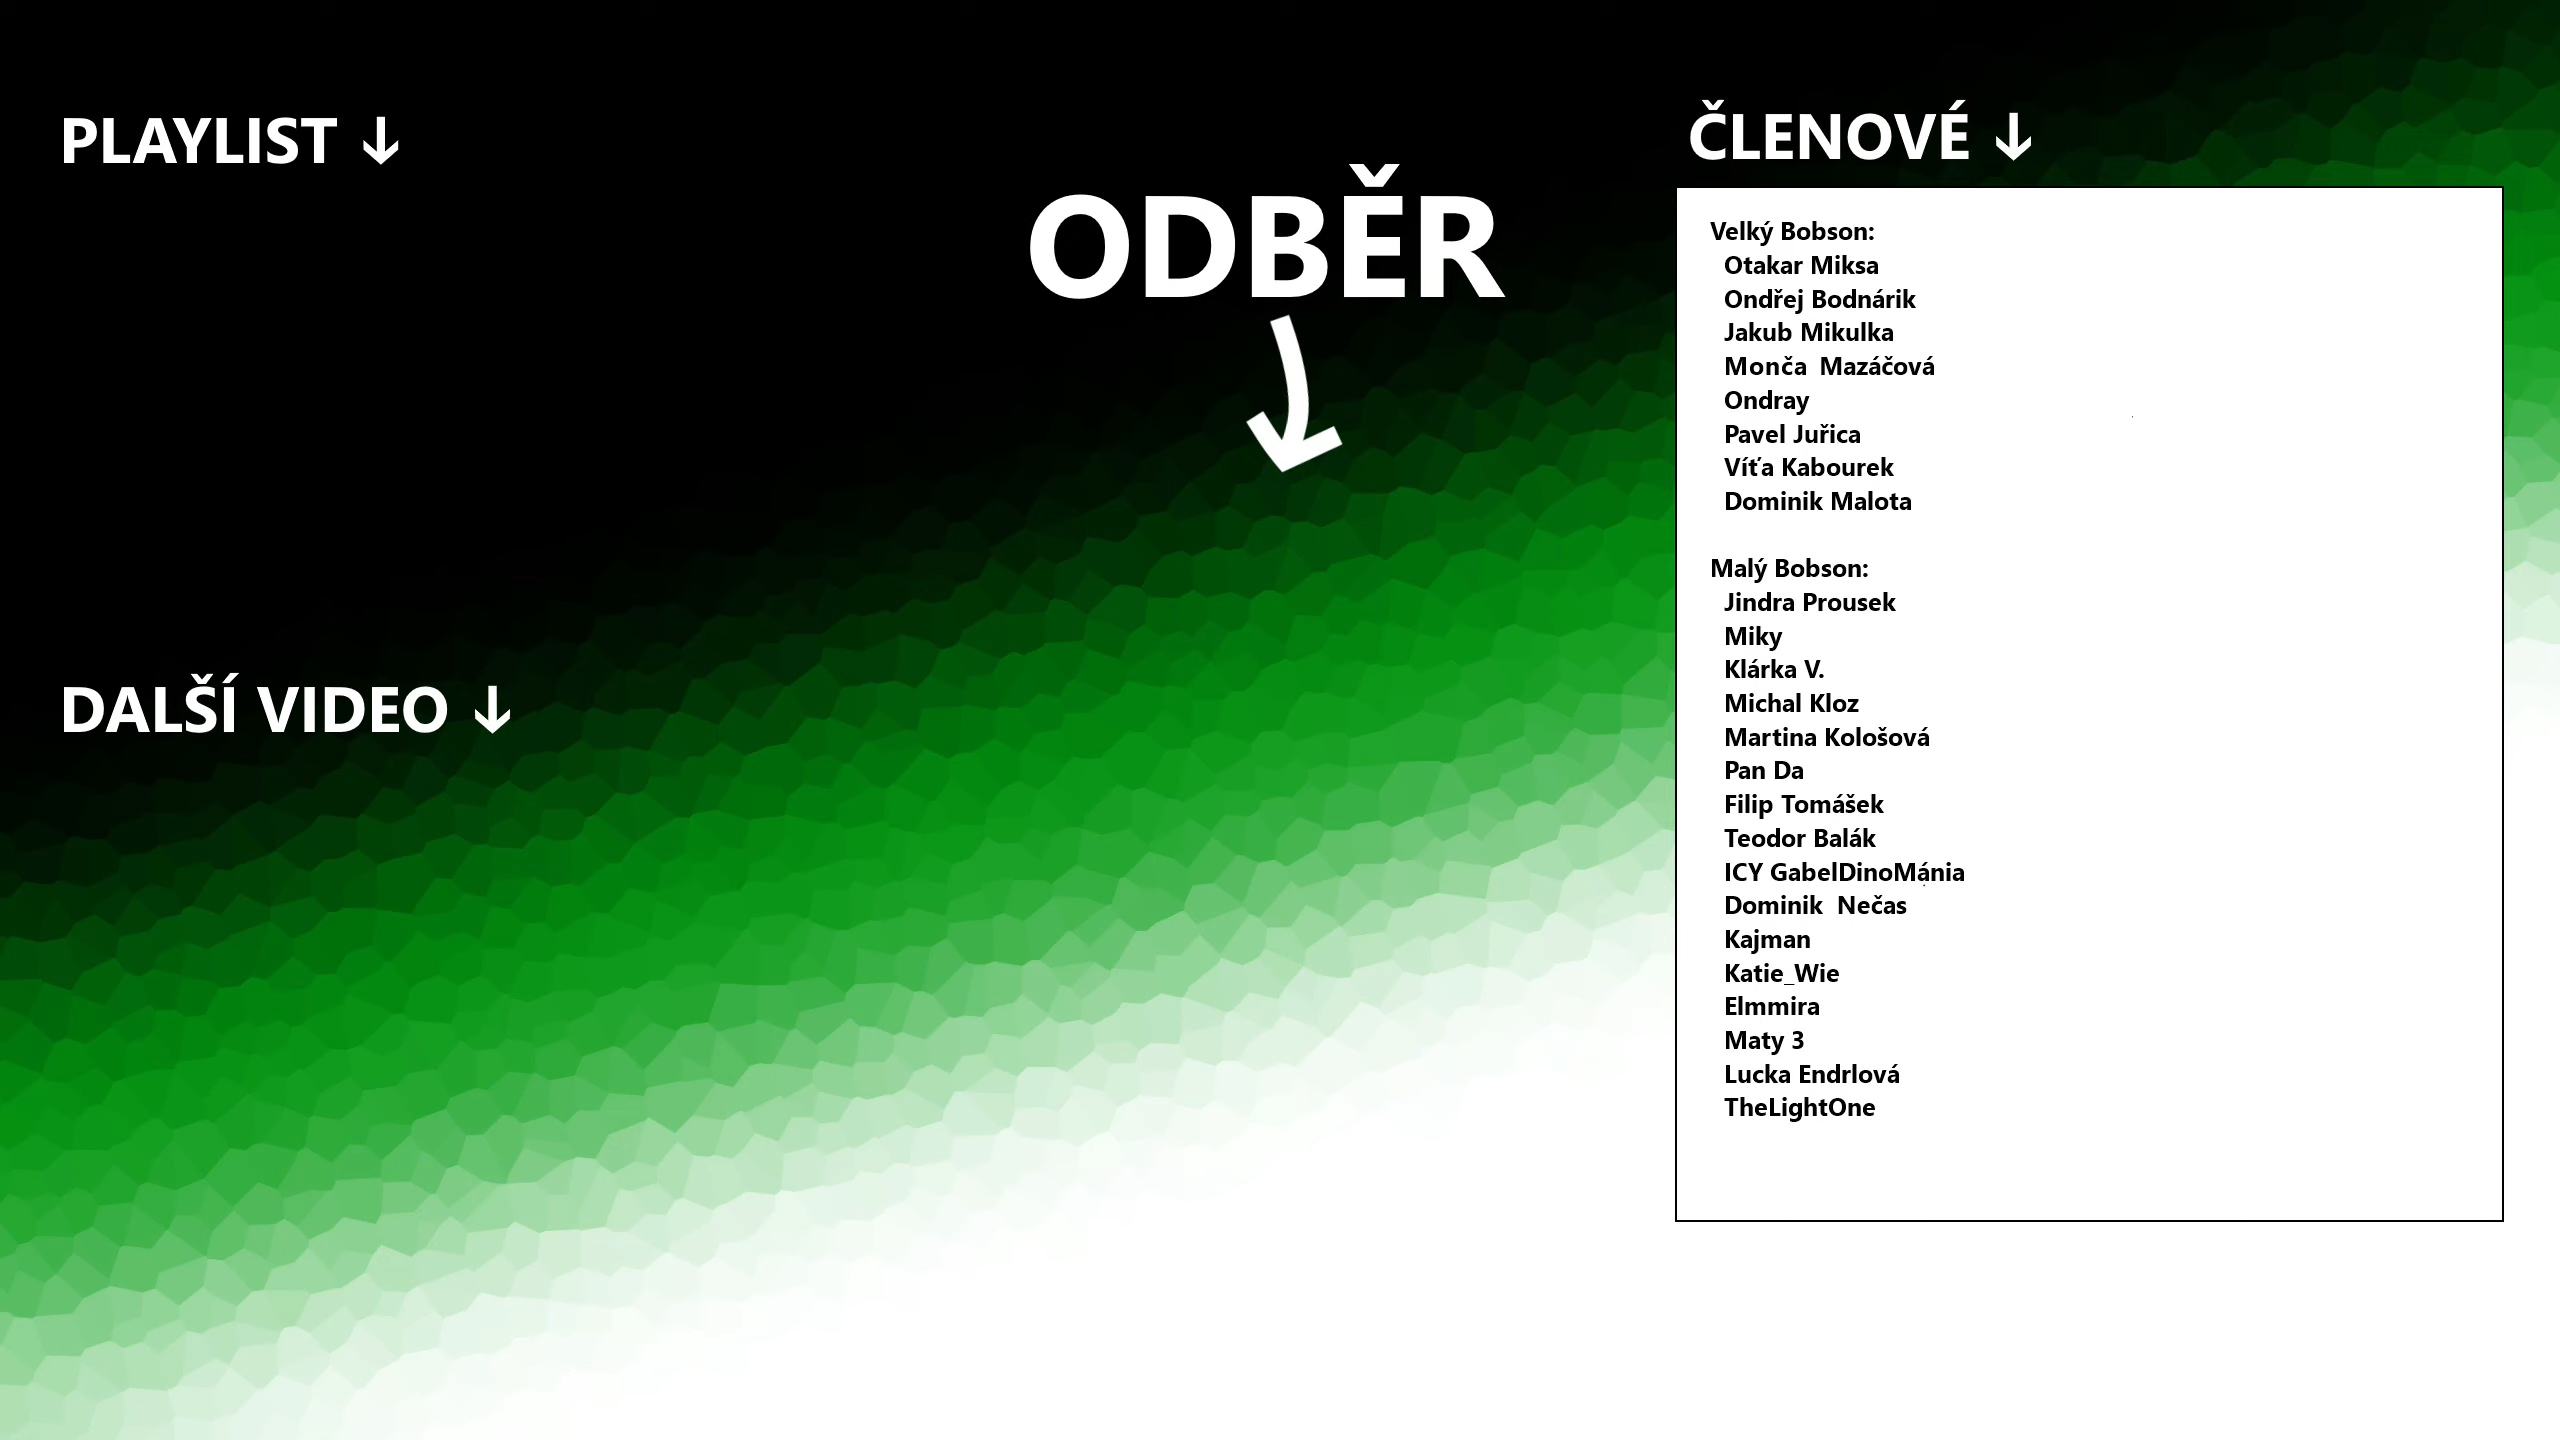 PLAYLIST ↓
ODBĚR
DALŠÍ VIDEO ↓
ČLENOVÉ ↓
Velký Bobson:
Otakar Miksa
Ondřej Bodnárik
Jakub Mikulka
Monča Mazáčová
Ondray
Pavel Juřica
Víťa Kabourek
Dominik Malota
Malý Bobson:
Jindra Prousek
Miky
Klárka V.
Michal Kloz
Martina Kološová
Pan Da
Filip Tomášek
Teodor Balák
ICY GabelDinoMánia
Dominik Nečas
Kajman
Katie_Wie
Elmmira
Maty 3
Lucka Endrlová
TheLightOne